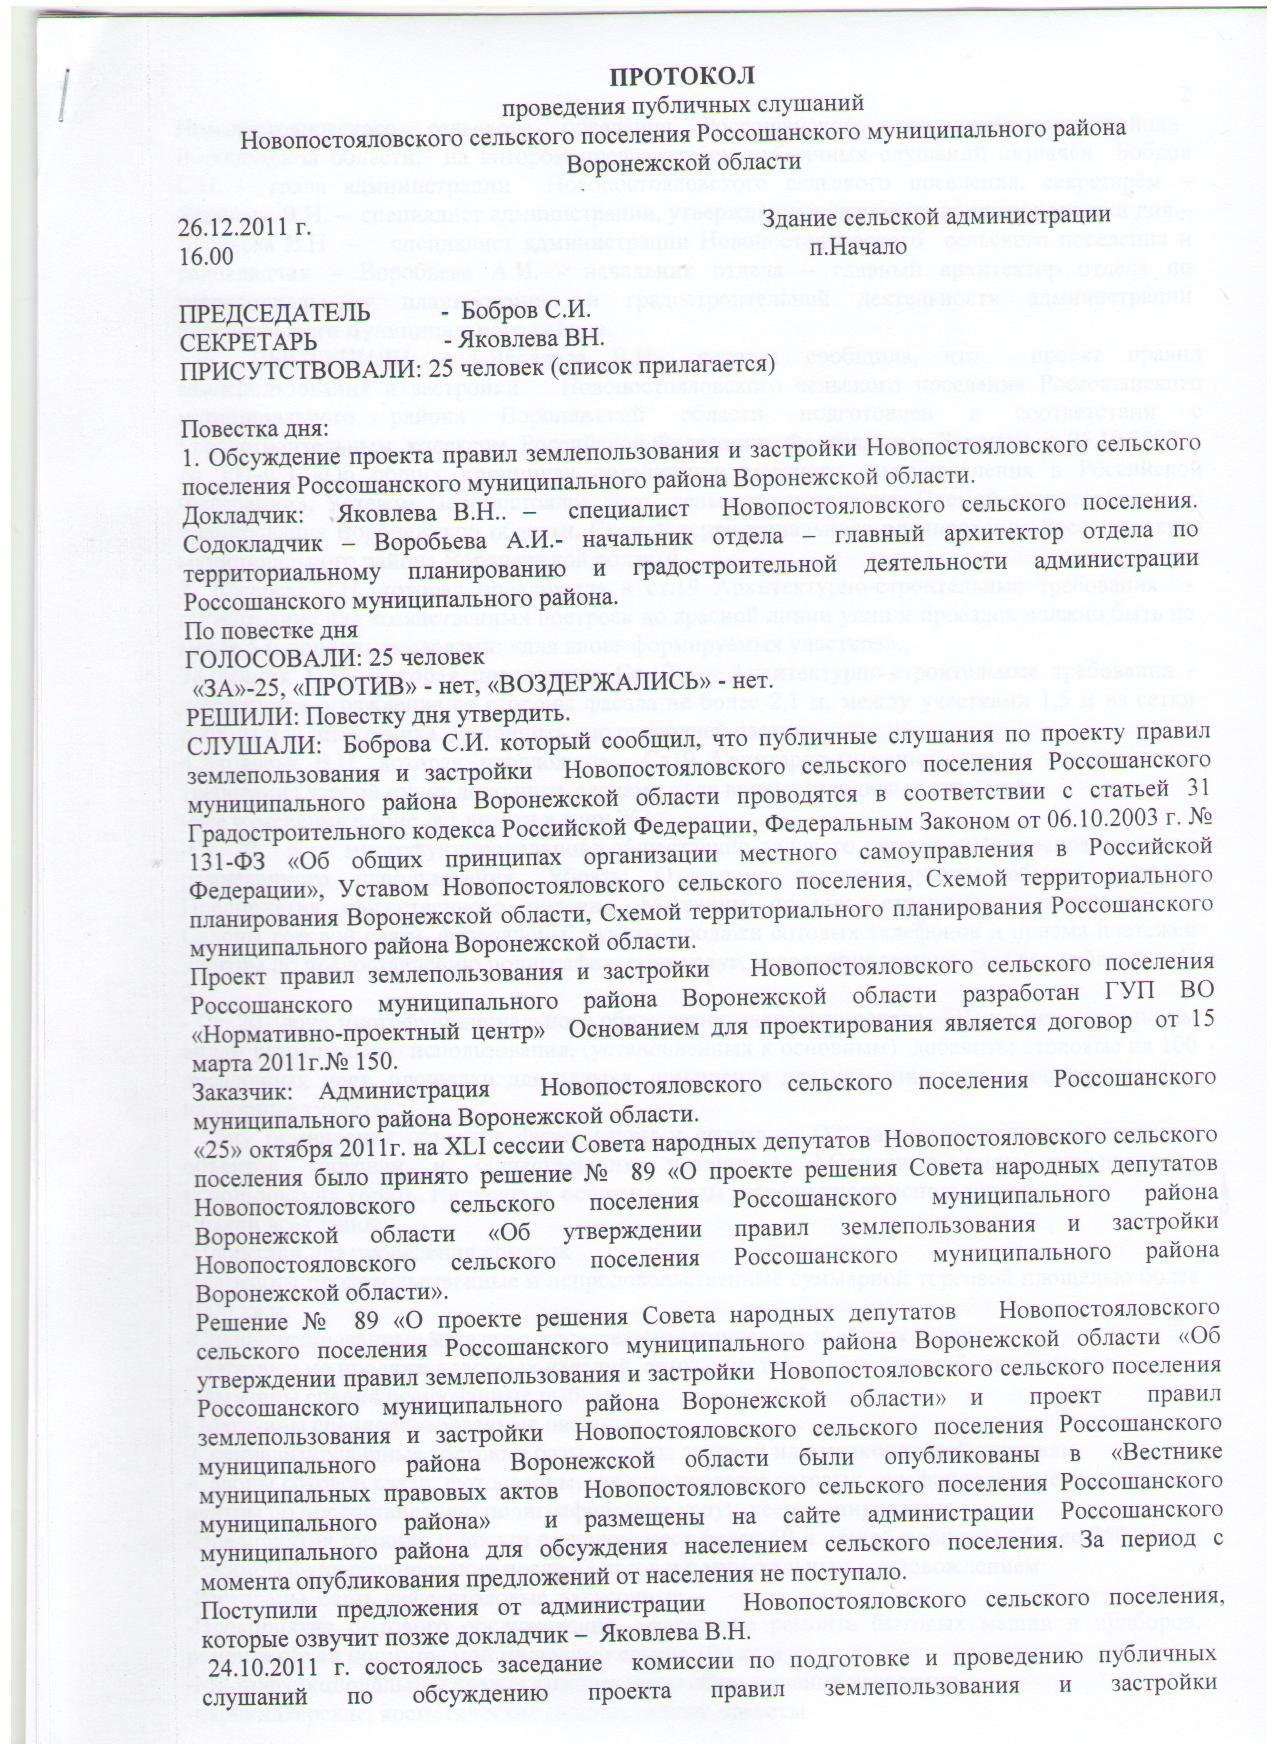 ПРОТОКОЛ
проведения публичных слушаний
Новопостояловского сельского поселения Россошанского муниципального района
Воронежской области
26.12.2011 г. Здание сельской администрации
16.00 п.Начало
ПРЕДСЕДАТЕЛЬ - Бобров С.И.
СЕКРЕТАРЬ - Яковлева ВН.
ПРИСУТСТВОВАЛИ: 25 человек (список прилагается)
Повестка дня:
1. Обсуждение проекта правил землепользования и застройки Новопостояловского сельского
поселения Россошанского муниципального района Воронежской области.
Докладчик: Яковлева В.Н.. – специалист Новопостояловского сельского поселения.
Содокладчик – Воробьева А.И.- начальник отдела – главный архитектор отдела по
территориальному планированию и градостроительной деятельности администрации
Россошанского муниципального района.
По повестке дня
ГОЛОСОВАЛИ: 25 человек
«ЗА»-25, «ПРОТИВ» - нет, «ВОЗДЕРЖАЛИСЬ» - нет.
РЕШИЛИ: Повестку дня утвердить.
СЛУШАЛИ: Боброва С.И. который сообщил, что публичные слушания по проекту правил
землепользования и застройки Новопостояловского сельского поселения Россошанского
муниципального района Воронежской области проводятся в соответствии с статьей 31
Градостроительного кодекса Российской Федерации, Федеральным Законом от 06.10.2003 г. №
131-ФЗ «Об общих принципах организации местного самоуправления в Российской
Федерации», Уставом Новопостояловского сельского поселения, Схемой территориального
планирования Воронежской области, Схемой территориального планирования Россошанского
муниципального района Воронежской области.
Проект правил землепользования и застройки Новопостояловского сельского поселения
Россошанского муниципального района Воронежской области разработан ГУП ВО
«Нормативно-проектный центр» Основанием для проектирования является договор от 15
марта 2011г.№ 150.
Заказчик: Администрация Новопостояловского сельского поселения Россошанского
муниципального района Воронежской области.
«25» октября 2011г. на XLI сессии Совета народных депутатов Новопостояловского сельского
поселения было принято решение № 89 «О проекте решения Совета народных депутатов
Новопостояловского сельского поселения Россошанского муниципального района
Воронежской области «Об утверждении правил землепользования и застройки
Новопостояловского сельского поселения Россошанского муниципального района
Воронежской области».
Решение № 89 «О проекте решения Совета народных депутатов Новопостояловского
сельского поселения Россошанского муниципального района Воронежской области «Об
утверждении правил землепользования и застройки Новопостояловского сельского поселения
Россошанского муниципального района Воронежской области» и проект правил
землепользования и застройки Новопостояловского сельского поселения Россошанского
муниципального района Воронежской области были опубликованы в «Вестнике
муниципальных правовых актов Новопостояловского сельского поселения Россошанского
муниципального района» и размещены на сайте администрации Россошанского
муниципального района для обсуждения населением сельского поселения. За период с
момента опубликования предложений от населения не поступало.
Поступили предложения от администрации Новопостояловского сельского поселения,
которые озвучит позже докладчик – Яковлева В.Н.
24.10.2011 г. состоялось заседание комиссии по подготовке и проведению публичных
слушаний по обсуждению проекта правил землепользования и застройки